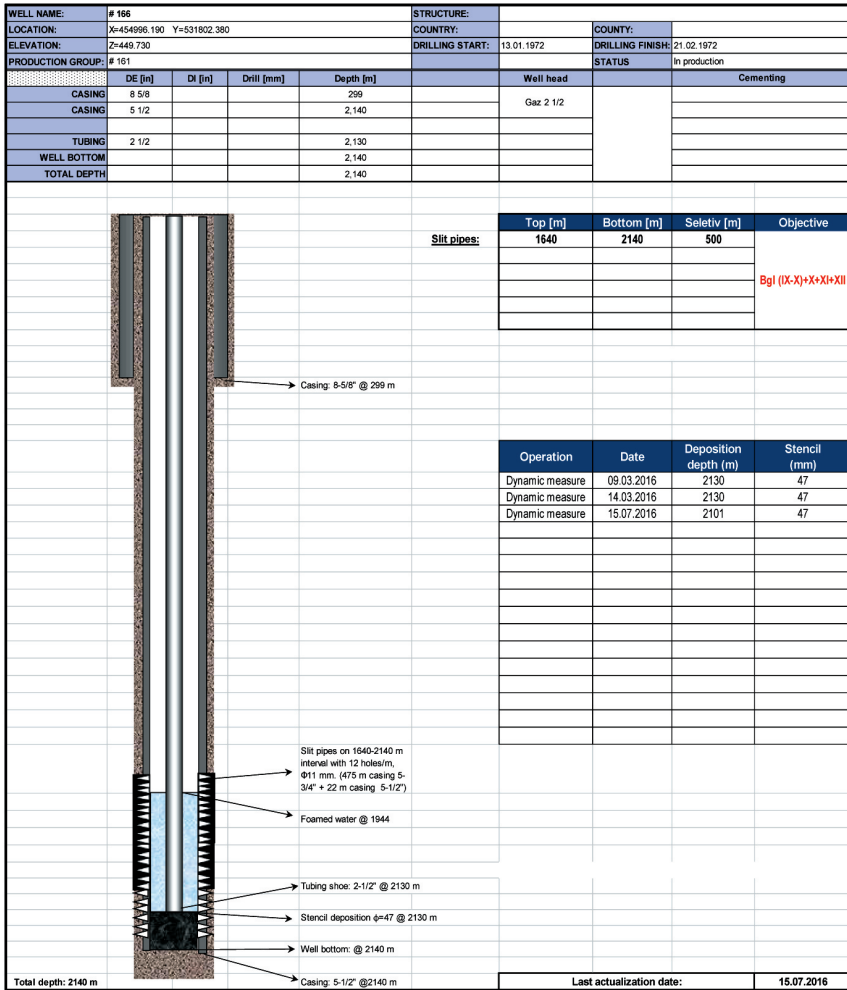 WELL NAME: # 166 STRUCTURE:
LOCATION: X=454996.190 Y=531802.380 COUNTRY: COUNTY:
ELEVATION: Z=449.730 DRILLING START: 13.01.1972 DRILLING FINISH: 21.02.1972
PRODUCTION GROUP: # 161 STATUS In production
DE [in] DI [in] Drill [mm] Depth [m] Well head Cementing
CASING 8 5/8 299 Gaz 2 1/2
CASING 5 1/2 2,140
TUBING 2 1/2 2,130
WELL BOTTOM 2,140
TOTAL DEPTH 2,140
Slit pipes:
Top [m] Bottom [m] Seletiv [m] Objective
1640 2140 500
Bgl (IX-X)+X+XI+XII
Casing: 8-5/8" @ 299 m
Operation Date Deposition depth (m) Stencil (mm)
Dynamic measure 09.03.2016 2130 47
Dynamic measure 14.03.2016 2130 47
Dynamic measure 15.07.2016 2101 47
Slit pipes on 1640-2140 m
interval with 12 holes/m,
Φ11 mm. (475 m casing 5-
3/4" + 22 m casing 5-1/2")
Foamed water @ 1944
Tubing shoe: 2-1/2" @ 2130 m
Stencil deposition ϕ=47 @ 2130 m
Well bottom: @ 2140 m
Casing: 5-1/2" @2140 m
Total depth: 2140 m
Last actualization date: 15.07.2016